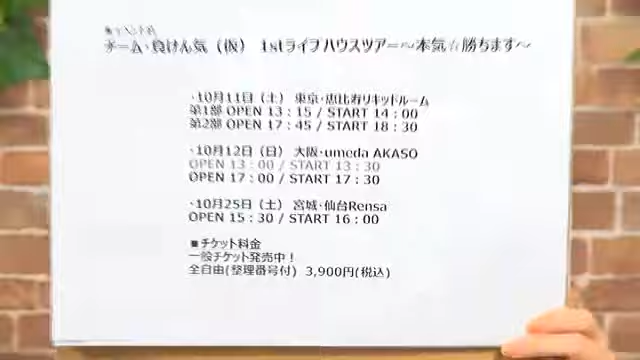 ■イベント名
チーム・負けん気（仮） 1stライブハウスツアー～本気☆勝ちます～
・10月11日（土） 東京・恵比寿リキッドルーム
第1部 OPEN 13：15 / START 14：00
第2部 OPEN 17：45 / START 18：30
・10月12日（日） 大阪・umeda AKASO
OPEN 13：00 / START 13：30
OPEN 17：00 / START 17：30
・10月25日（土） 宮城・仙台Rensa
OPEN 15：30 / START 16：00
■チケット料金
一般チケット発売中！
全自由(整理番号付) 3,900円(税込)